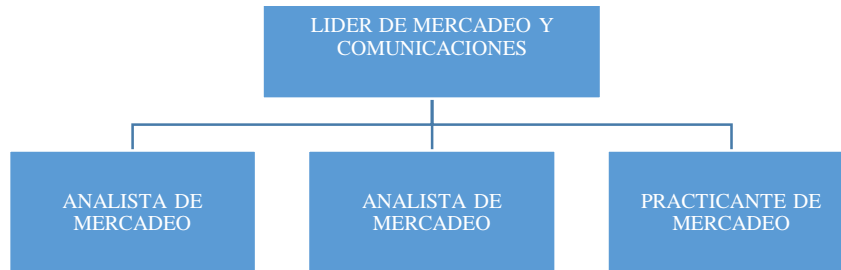 LIDER DE MERCADEO Y
COMUNICACIONES
ANALISTA DE
MERCADEO
ANALISTA DE
MERCADEO
PRACTICANTE DE
MERCADEO